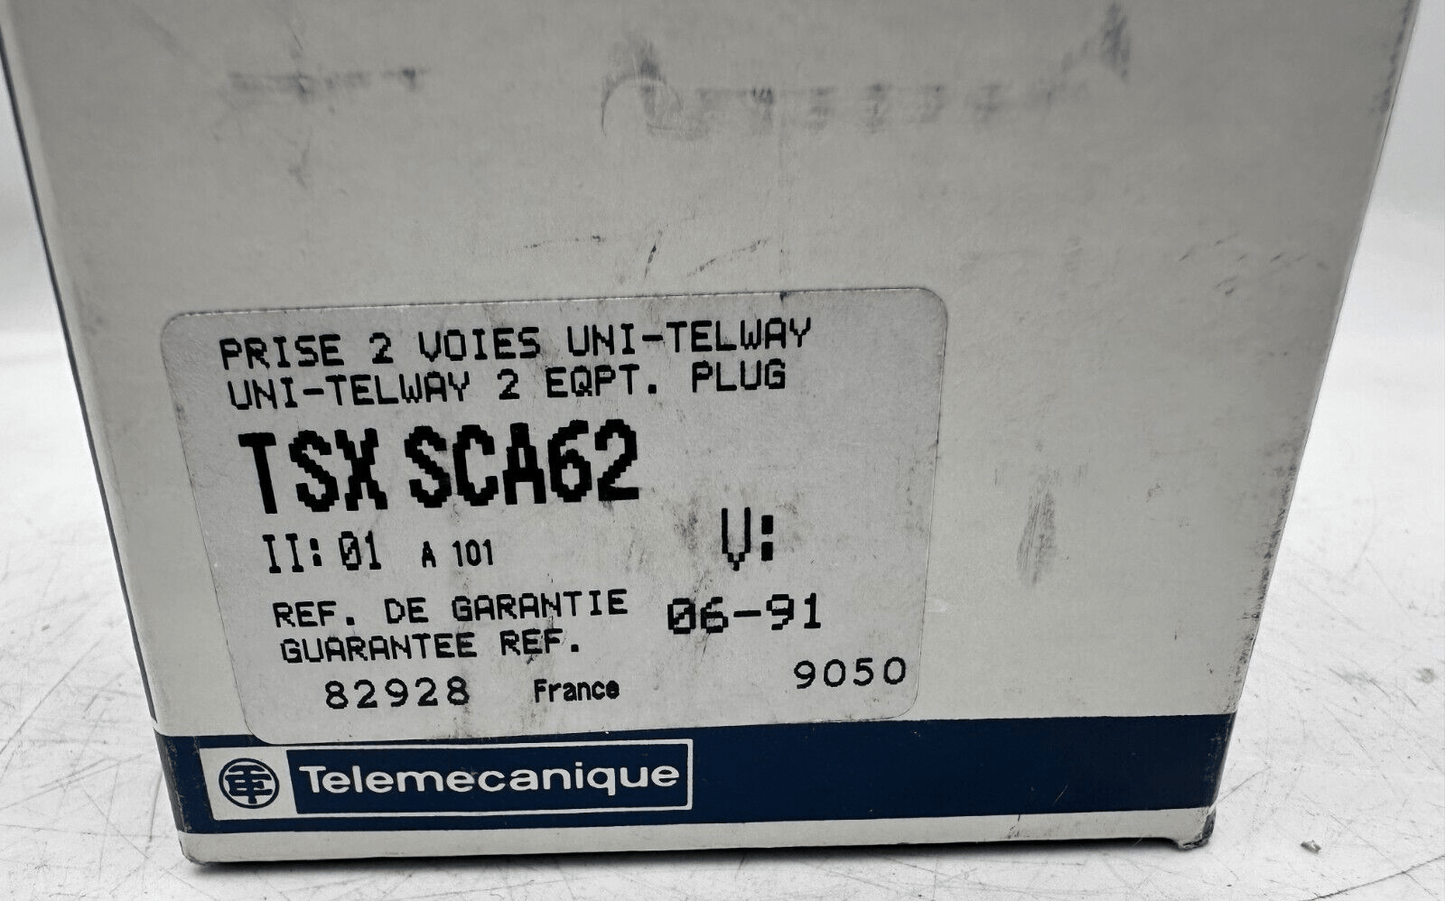 PRISE 2 VOIES UNI-TELWAY
UNI-TELWAY 2 EQPT. PLUG
TSX SCA62
II: 01 A 101 V:
REF. DE GARANTIE 06-91
GUARANTEE REF.
82928 France 9050
Telemecanique